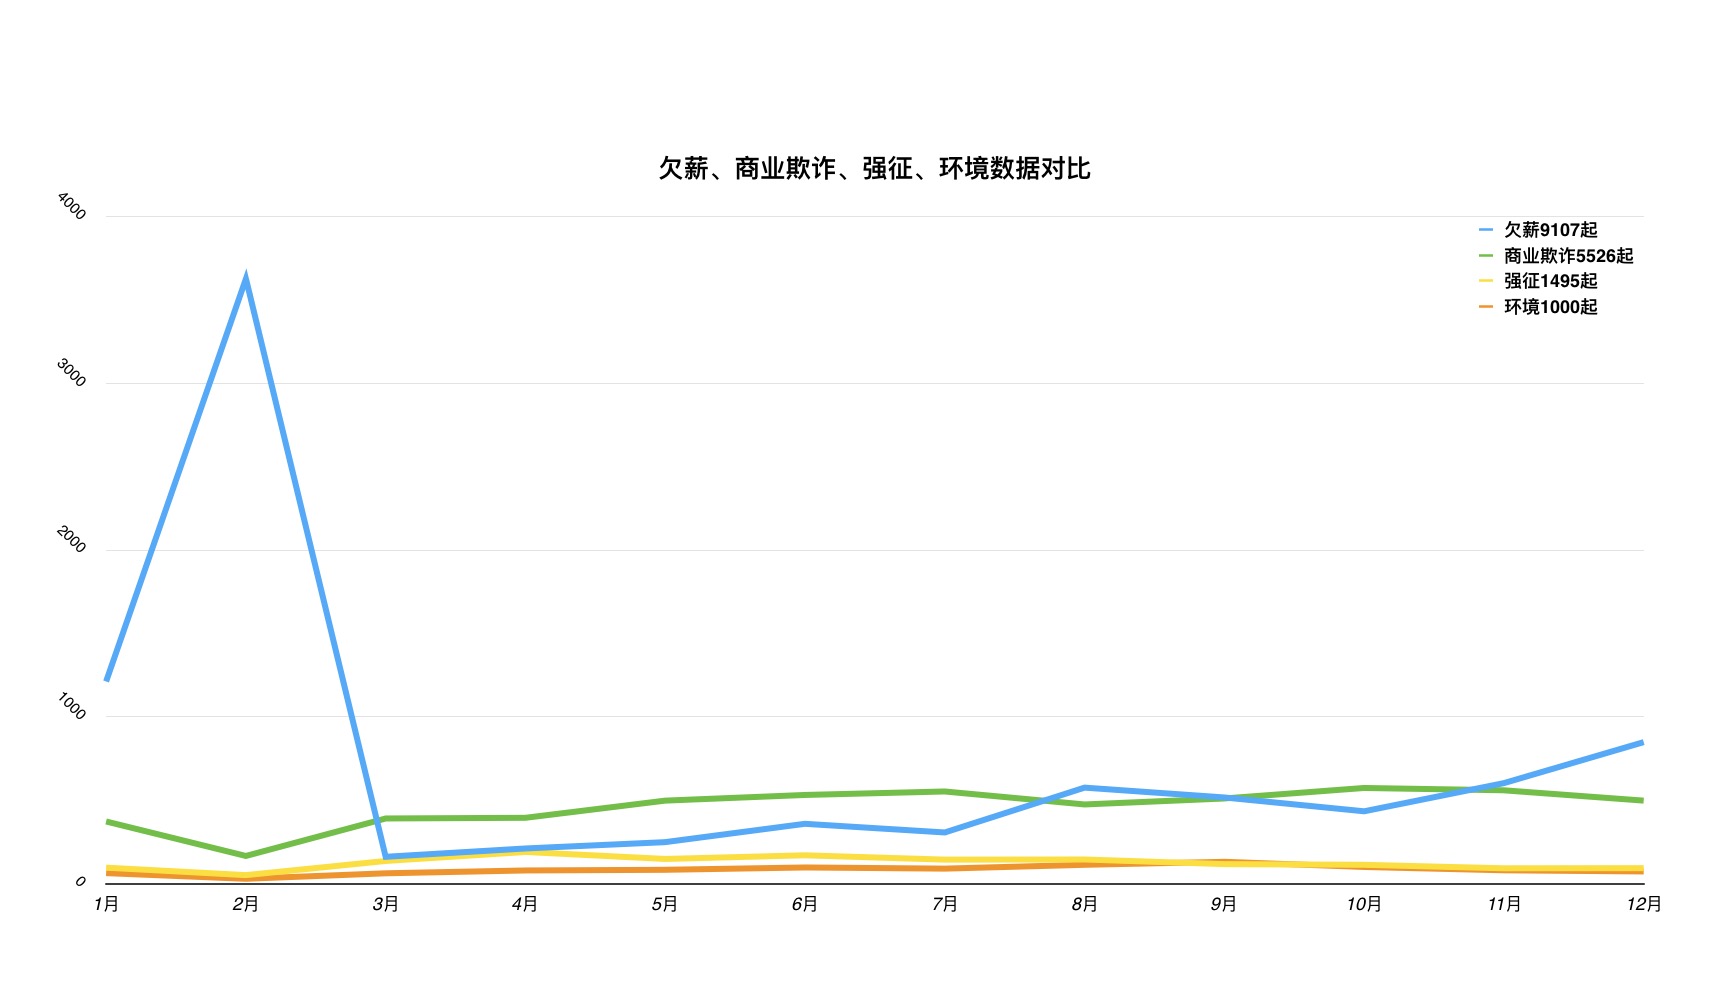 欠薪、商业欺诈、强征、环境数据对比
4000
3000
2000
1000
0
欠薪9107起
商业欺诈5526起
强征1495起
环境1000起
1月 2月 3月 4月 5月 6月 7月 8月 9月 10月 11月 12月